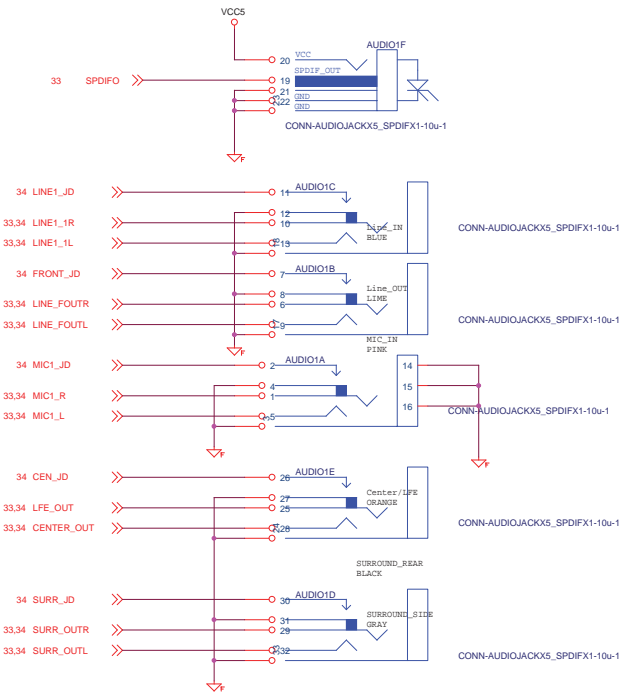 VCC5
AUDIO1F
20 VCC
33 SPDIFO 19 SPDIF_OUT
21
22 GND
GND
CONN-AUDIOJACKX5_SPDIFX1-10u-1
F
34 LINE1_JD 11 AUDIO1C
12
33,34 LINE1_1R 10 Line_IN CONN-AUDIOJACKX5_SPDIFX1-10u-1
BLUE
33,34 LINE1_1L 13
F
34 FRONT_JD 7 AUDIO1B
8 Line_OUT
LIME
33,34 LINE_FOUTR 6
33,34 LINE_FOUTL 9 CONN-AUDIOJACKX5_SPDIFX1-10u-1
MIC_IN
PINK
F
34 MIC1_JD 2 AUDIO1A 14
4 15
33,34 MIC1_R 1
16
33,34 MIC1_L 5 CONN-AUDIOJACKX5_SPDIFX1-10u-1
F F
34 CEN_JD 26 AUDIO1E
27 Center/LFE
ORANGE
33,34 LFE_OUT 25
33,34 CENTER_OUT 28 CONN-AUDIOJACKX5_SPDIFX1-10u-1
SURROUND_REAR
BLACK
34 SURR_JD 30 AUDIO1D
31 SURROUND_SIDE
GRAY
33,34 SURR_OUTR 29
33,34 SURR_OUTL 32 CONN-AUDIOJACKX5_SPDIFX1-10u-1
F